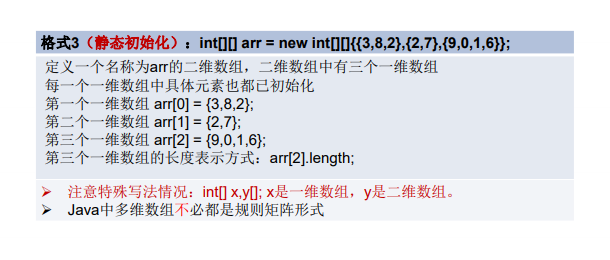 格式3（静态初始化）：int[][] arr = new int[][]{{3,8,2},{2,7},{9,0,1,6}};
定义一个名称为arr的二维数组，二维数组中有三个一维数组
每一个一维数组中具体元素也都已初始化
第一个一维数组 arr[0] = {3,8,2};
第二个一维数组 arr[1] = {2,7};
第三个一维数组 arr[2] = {9,0,1,6};
第三个一维数组的长度表示方式：arr[2].length;
➢ 注意特殊写法情况：int[] x,y[]; x是一维数组，y是二维数组。
➢ Java中多维数组不必都是规则矩阵形式